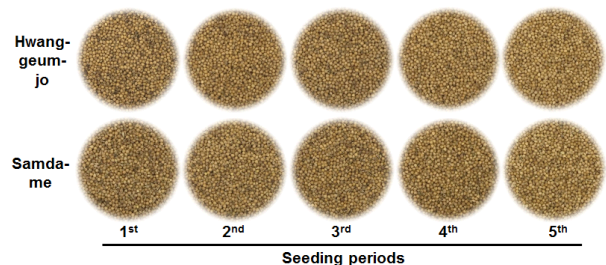 Hwang-
geum-
jo
Samda-
me
1st 2nd 3rd 4th 5th
Seeding periods